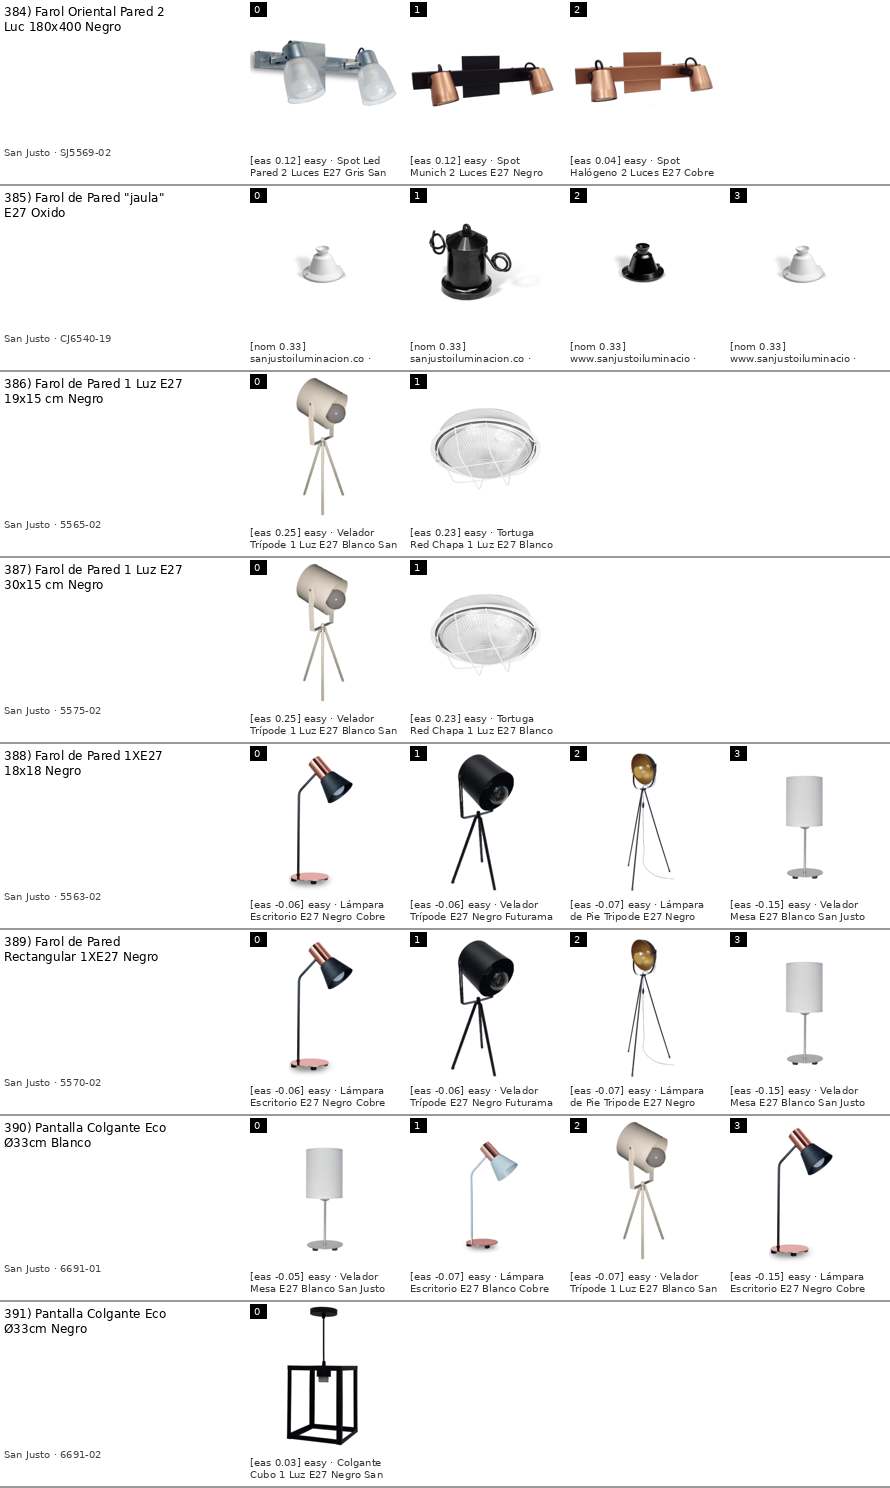 384) Farol Oriental Pared 2
Luc 180x400 Negro
San Justo · SJ5569-02
0
1
2
[eas 0.12] easy · Spot Led
Pared 2 Luces E27 Gris San
[eas 0.12] easy · Spot
Munich 2 Luces E27 Negro
[eas 0.04] easy · Spot
Halógeno 2 Luces E27 Cobre
385) Farol de Pared "jaula"
E27 Oxido
San Justo · CJ6540-19
0
1
2
3
[nom 0.33]
sanjustoiluminacion.co ·
[nom 0.33]
sanjustoiluminacion.co ·
[nom 0.33]
www.sanjustoiluminacio ·
[nom 0.33]
www.sanjustoiluminacio ·
386) Farol de Pared 1 Luz E27
19x15 cm Negro
San Justo · 5565-02
0
1
[eas 0.25] easy · Velador
Trípode 1 Luz E27 Blanco San
[eas 0.23] easy · Tortuga
Red Chapa 1 Luz E27 Blanco
387) Farol de Pared 1 Luz E27
30x15 cm Negro
San Justo · 5575-02
0
1
[eas 0.25] easy · Velador
Trípode 1 Luz E27 Blanco San
[eas 0.23] easy · Tortuga
Red Chapa 1 Luz E27 Blanco
388) Farol de Pared 1XE27
18x18 Negro
San Justo · 5563-02
0
1
2
3
[eas -0.06] easy · Lámpara
Escritorio E27 Negro Cobre
[eas -0.06] easy · Velador
Trípode E27 Negro Futurama
[eas -0.07] easy · Lámpara
de Pie Tripode E27 Negro
[eas -0.15] easy · Velador
Mesa E27 Blanco San Justo
389) Farol de Pared
Rectangular 1XE27 Negro
San Justo · 5570-02
0
1
2
3
[eas -0.06] easy · Lámpara
Escritorio E27 Negro Cobre
[eas -0.06] easy · Velador
Trípode E27 Negro Futurama
[eas -0.07] easy · Lámpara
de Pie Tripode E27 Negro
[eas -0.15] easy · Velador
Mesa E27 Blanco San Justo
390) Pantalla Colgante Eco
Ø33cm Blanco
San Justo · 6691-01
0
1
2
3
[eas -0.05] easy · Velador
Mesa E27 Blanco San Justo
[eas -0.07] easy · Lámpara
Escritorio E27 Blanco Cobre
[eas -0.07] easy · Velador
Trípode 1 Luz E27 Blanco San
[eas -0.15] easy · Lámpara
Escritorio E27 Negro Cobre
391) Pantalla Colgante Eco
Ø33cm Negro
San Justo · 6691-02
0
[eas 0.03] easy · Colgante
Cubo 1 Luz E27 Negro San